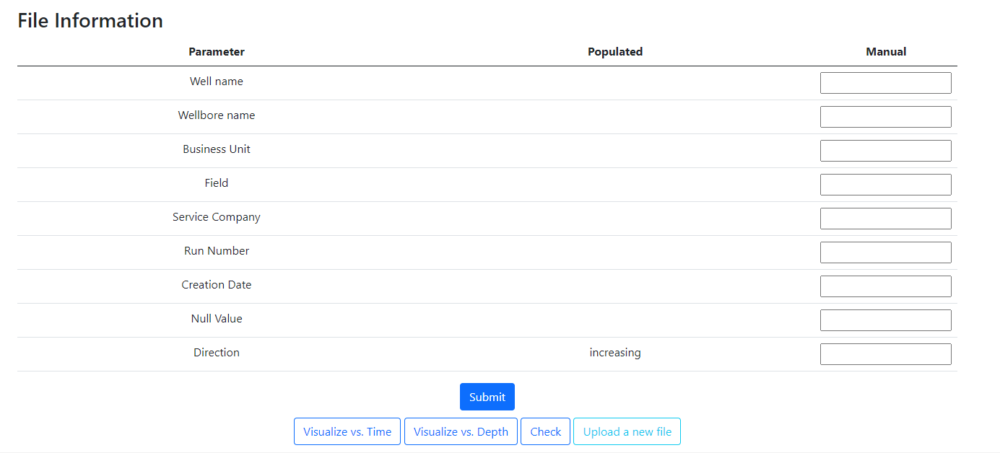 File Information
Parameter Populated Manual
Well name
Wellbore name
Business Unit
Field
Service Company
Run Number
Creation Date
Null Value
Direction increasing
Submit
Visualize vs. Time Visualize vs. Depth Check Upload a new file